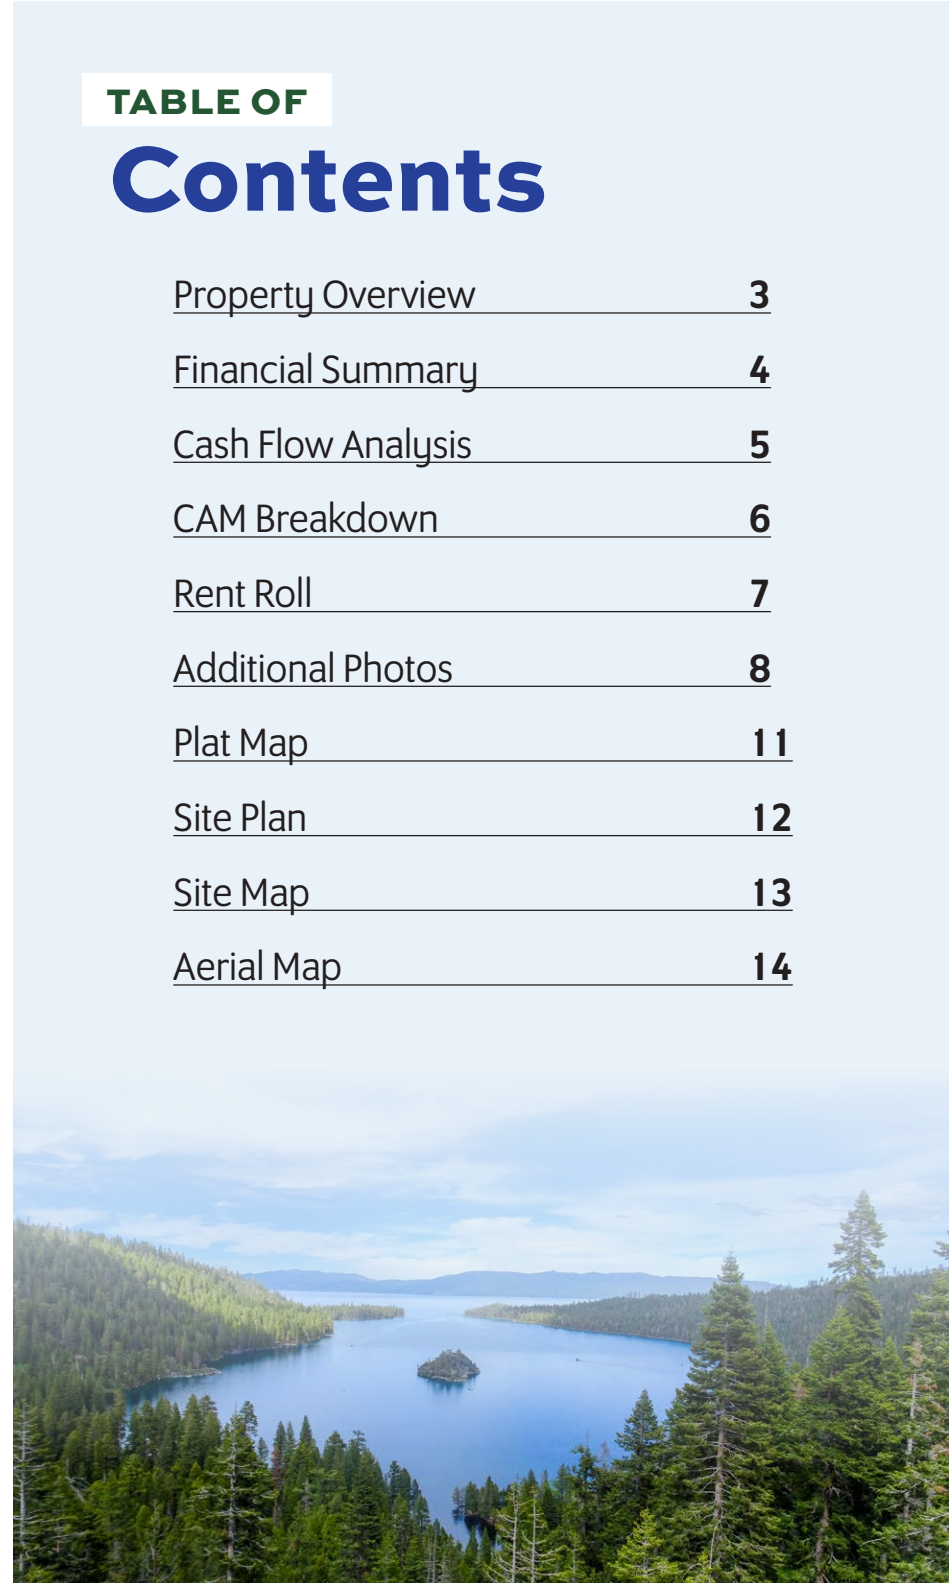 TABLE OF
Contents
Property Overview 3
Financial Summary 4
Cash Flow Analysis 5
CAM Breakdown 6
Rent Roll 7
Additional Photos 8
Plat Map 11
Site Plan 12
Site Map 13
Aerial Map 14